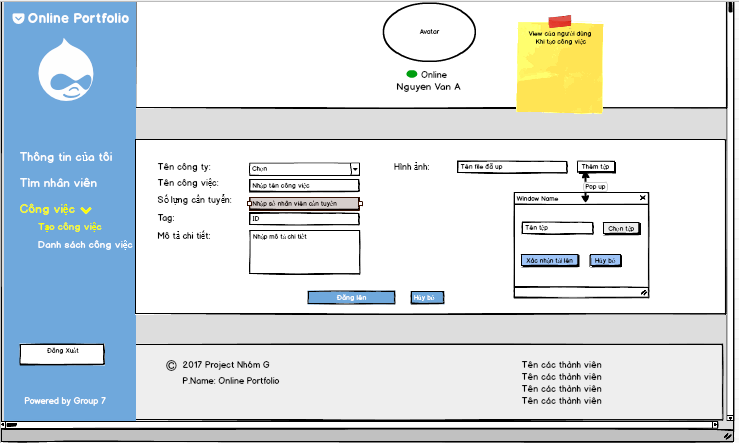 Online Portfolio
Avatar
Online
Nguyen Van A
View của người dùng
Khi tạo công việc
Thông tin của tôi
Tìm nhân viên
Công việc
Tạo công việc
Danh sách công việc
Đăng Xuất
Powered by Group 7
Tên công ty:
Chọn
Tên công việc:
Nhập tên công việc
Số lựng cần tuyển:
Nhập số nhân viên cần tuyển
Tag:
ID
Mô tả chi tiết:
Nhập mô tả chi tiết
Đăng lên
Hủy bỏ
Hình ảnh:
Tên file đã up
Thêm tệp
Pop up
Window Name
Tên tệp
Chọn tệp
Xác nhận tải lên
Hủy bỏ
© 2017 Project Nhóm G
P.Name: Online Portfolio
Tên các thành viên
Tên các thành viên
Tên các thành viên
Tên các thành viên